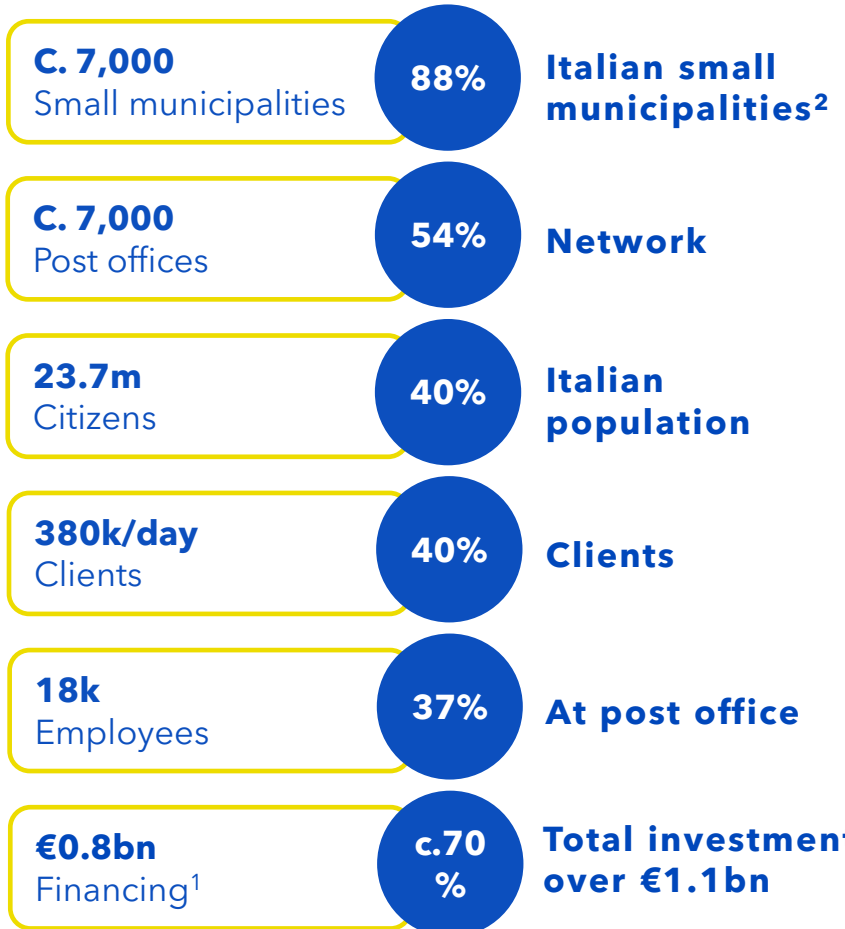 C. 7,000
Small municipalities
88%
Italian small
municipalities²
C. 7,000
Post offices
54%
Network
23.7m
Citizens
40%
Italian
population
380k/day
Clients
40%
Clients
18k
Employees
37%
At post office
€0.8bn
Financing¹
c.70
%
Total investment
over €1.1bn